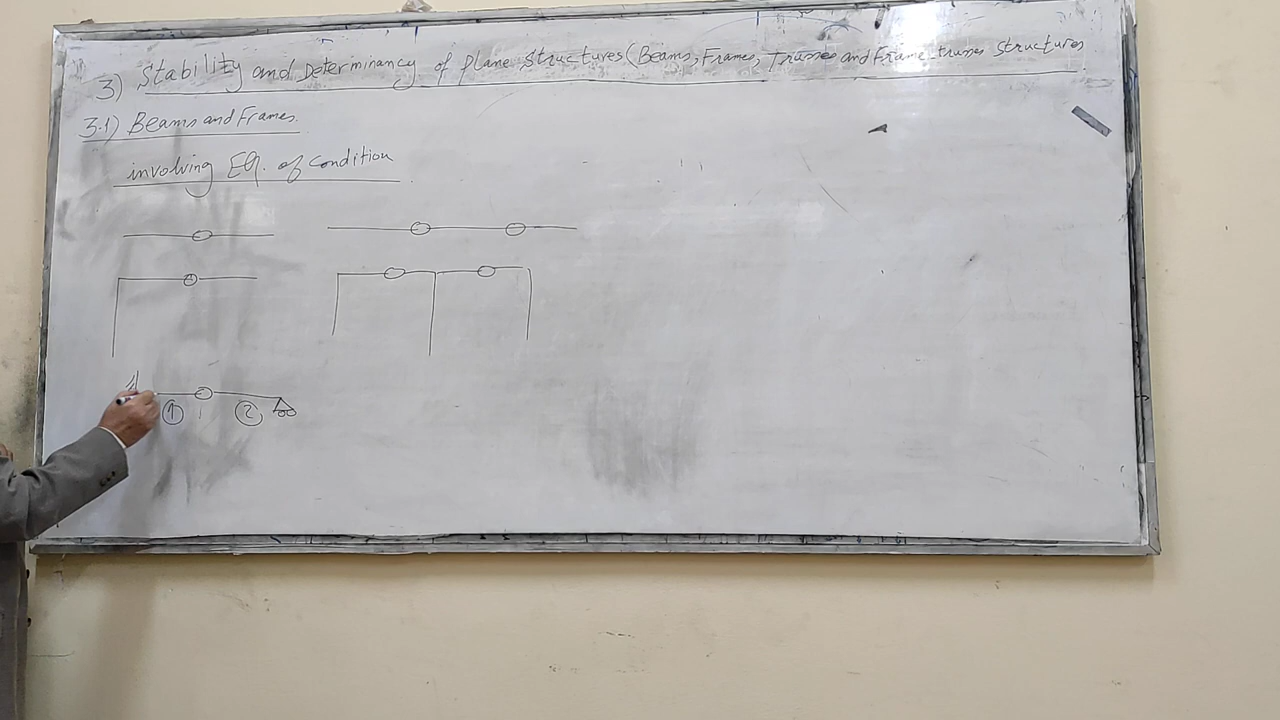 3) Stability and Determinancy of plane structures (Beams, Frames, Trusses and Frame-trusses structures
3.1) Beams and Frames.
involving EQ. of condition
1 2